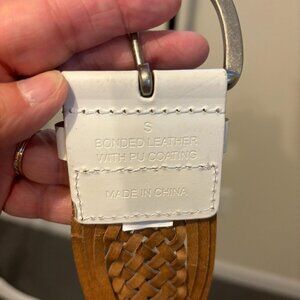 S
BONDED LEATHER
WITH PU COATING
MADE IN CHINA